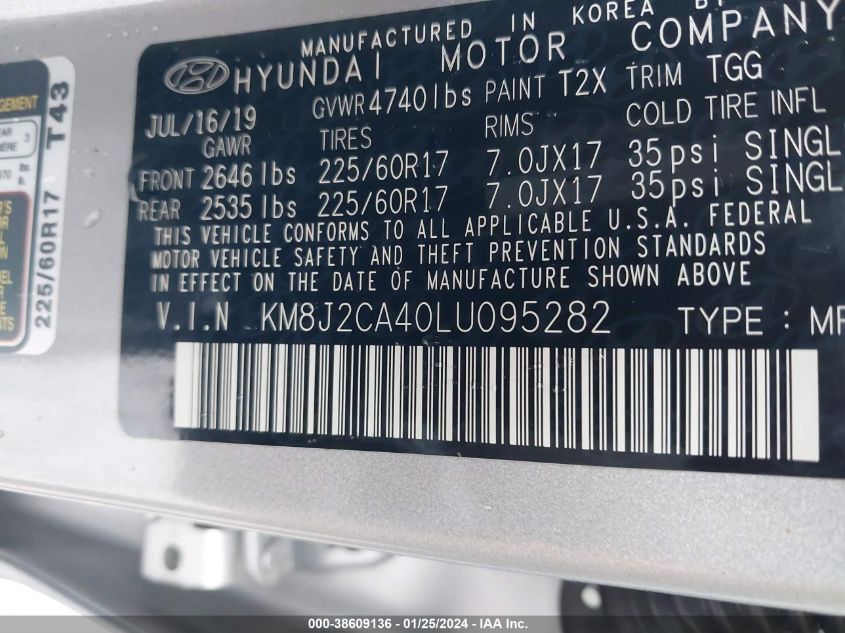 MANUFACTURED IN KOREA BY
HYUNDAI MOTOR COMPANY
JUL/16/19 GVWR 4740 lbs PAINT T2X TRIM TGG
GAWR TIRES RIMS COLD TIRE INFL
FRONT 2646 lbs 225/60R17 7.0JX17 35psi SINGL
REAR 2535 lbs 225/60R17 7.0JX17 35psi SINGL
THIS VEHICLE CONFORMS TO ALL APPLICABLE U.S.A. FEDERAL
MOTOR VEHICLE SAFETY AND THEFT PREVENTION STANDARDS
IN EFFECT ON THE DATE OF MANUFACTURE SHOWN ABOVE
V.I.N KM8J2CA40LU095282 TYPE : MP
225/60R17 T43
000-38609136 - 01/25/2024 - IAA Inc.